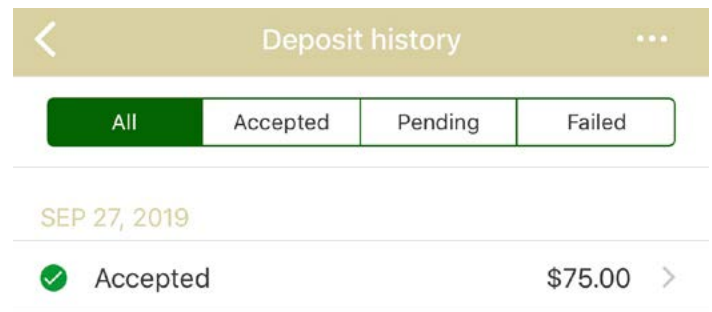 Deposit history
All Accepted Pending Failed
SEP 27, 2019
Accepted $75.00